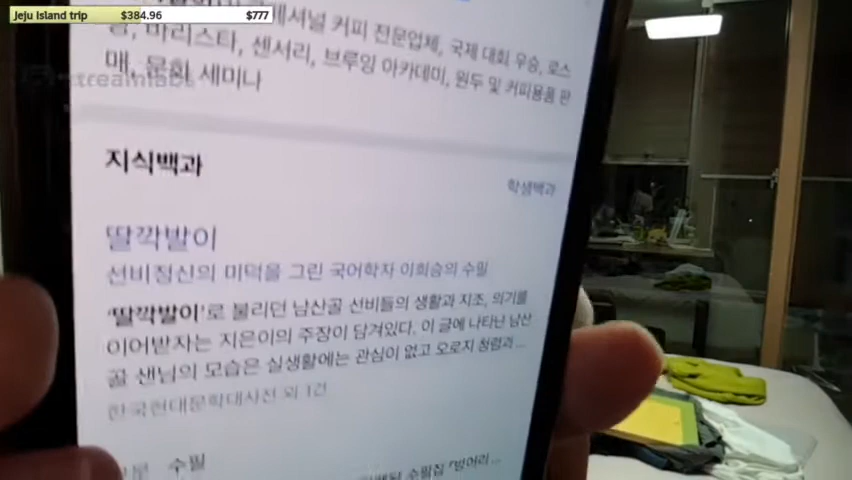 Jeju Island trip $384.96 $777
커피 전문업체, 국제 대회 우승, 로스
바리스타, 센서리, 브루잉 아카데미, 원두 및 커피용품 판
매, 문화 세미나
지식백과
학생백과
딸깍발이
선비정신의 미덕을 그린 국어학자 이희승의 수필
'딸깍발이'로 불리던 남산골 선비들의 생활과 지조, 의기를
이어받자는 지은이의 주장이 담겨있다. 이 글에 나타난 남산
골 샌님의 모습은 실생활에는 관심이 없고 오로지 청렴과...
한국현대문학대사전 외 1건
수필
수필집 「벙어리...